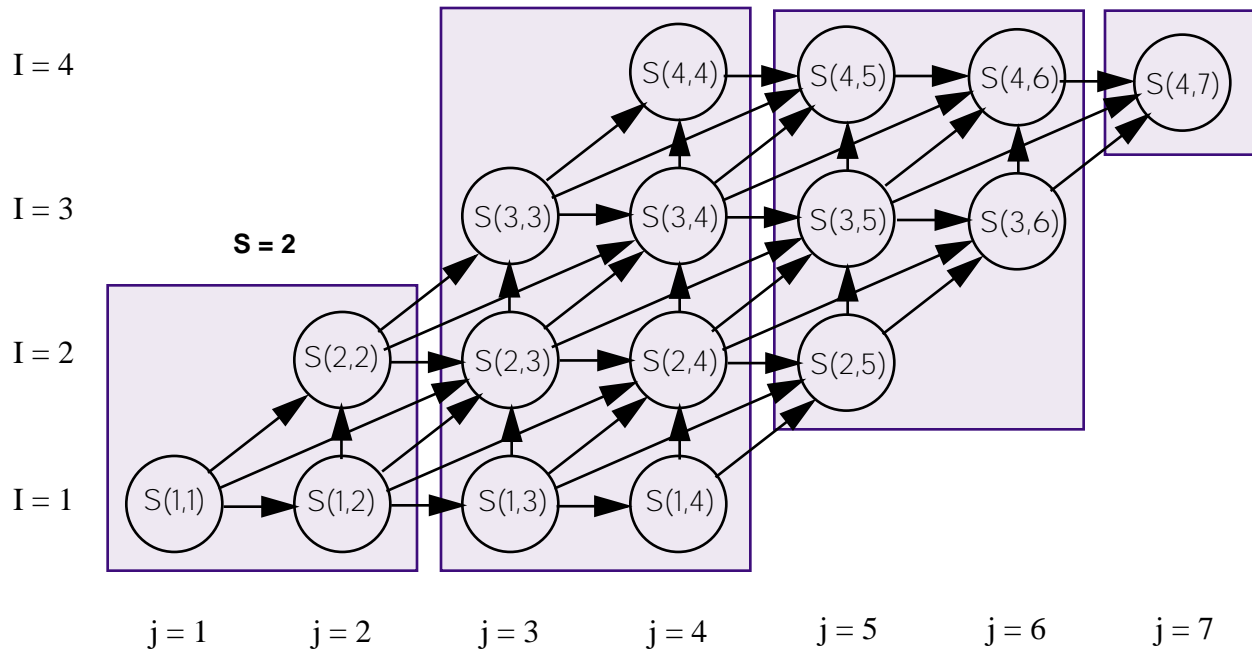 I = 4 S(4,4) S(4,5) S(4,6) S(4,7)
I = 3 S(3,3) S(3,4) S(3,5) S(3,6)
S = 2
I = 2 S(2,2) S(2,3) S(2,4) S(2,5)
I = 1 S(1,1) S(1,2) S(1,3) S(1,4)
j = 1 j = 2 j = 3 j = 4 j = 5 j = 6 j = 7